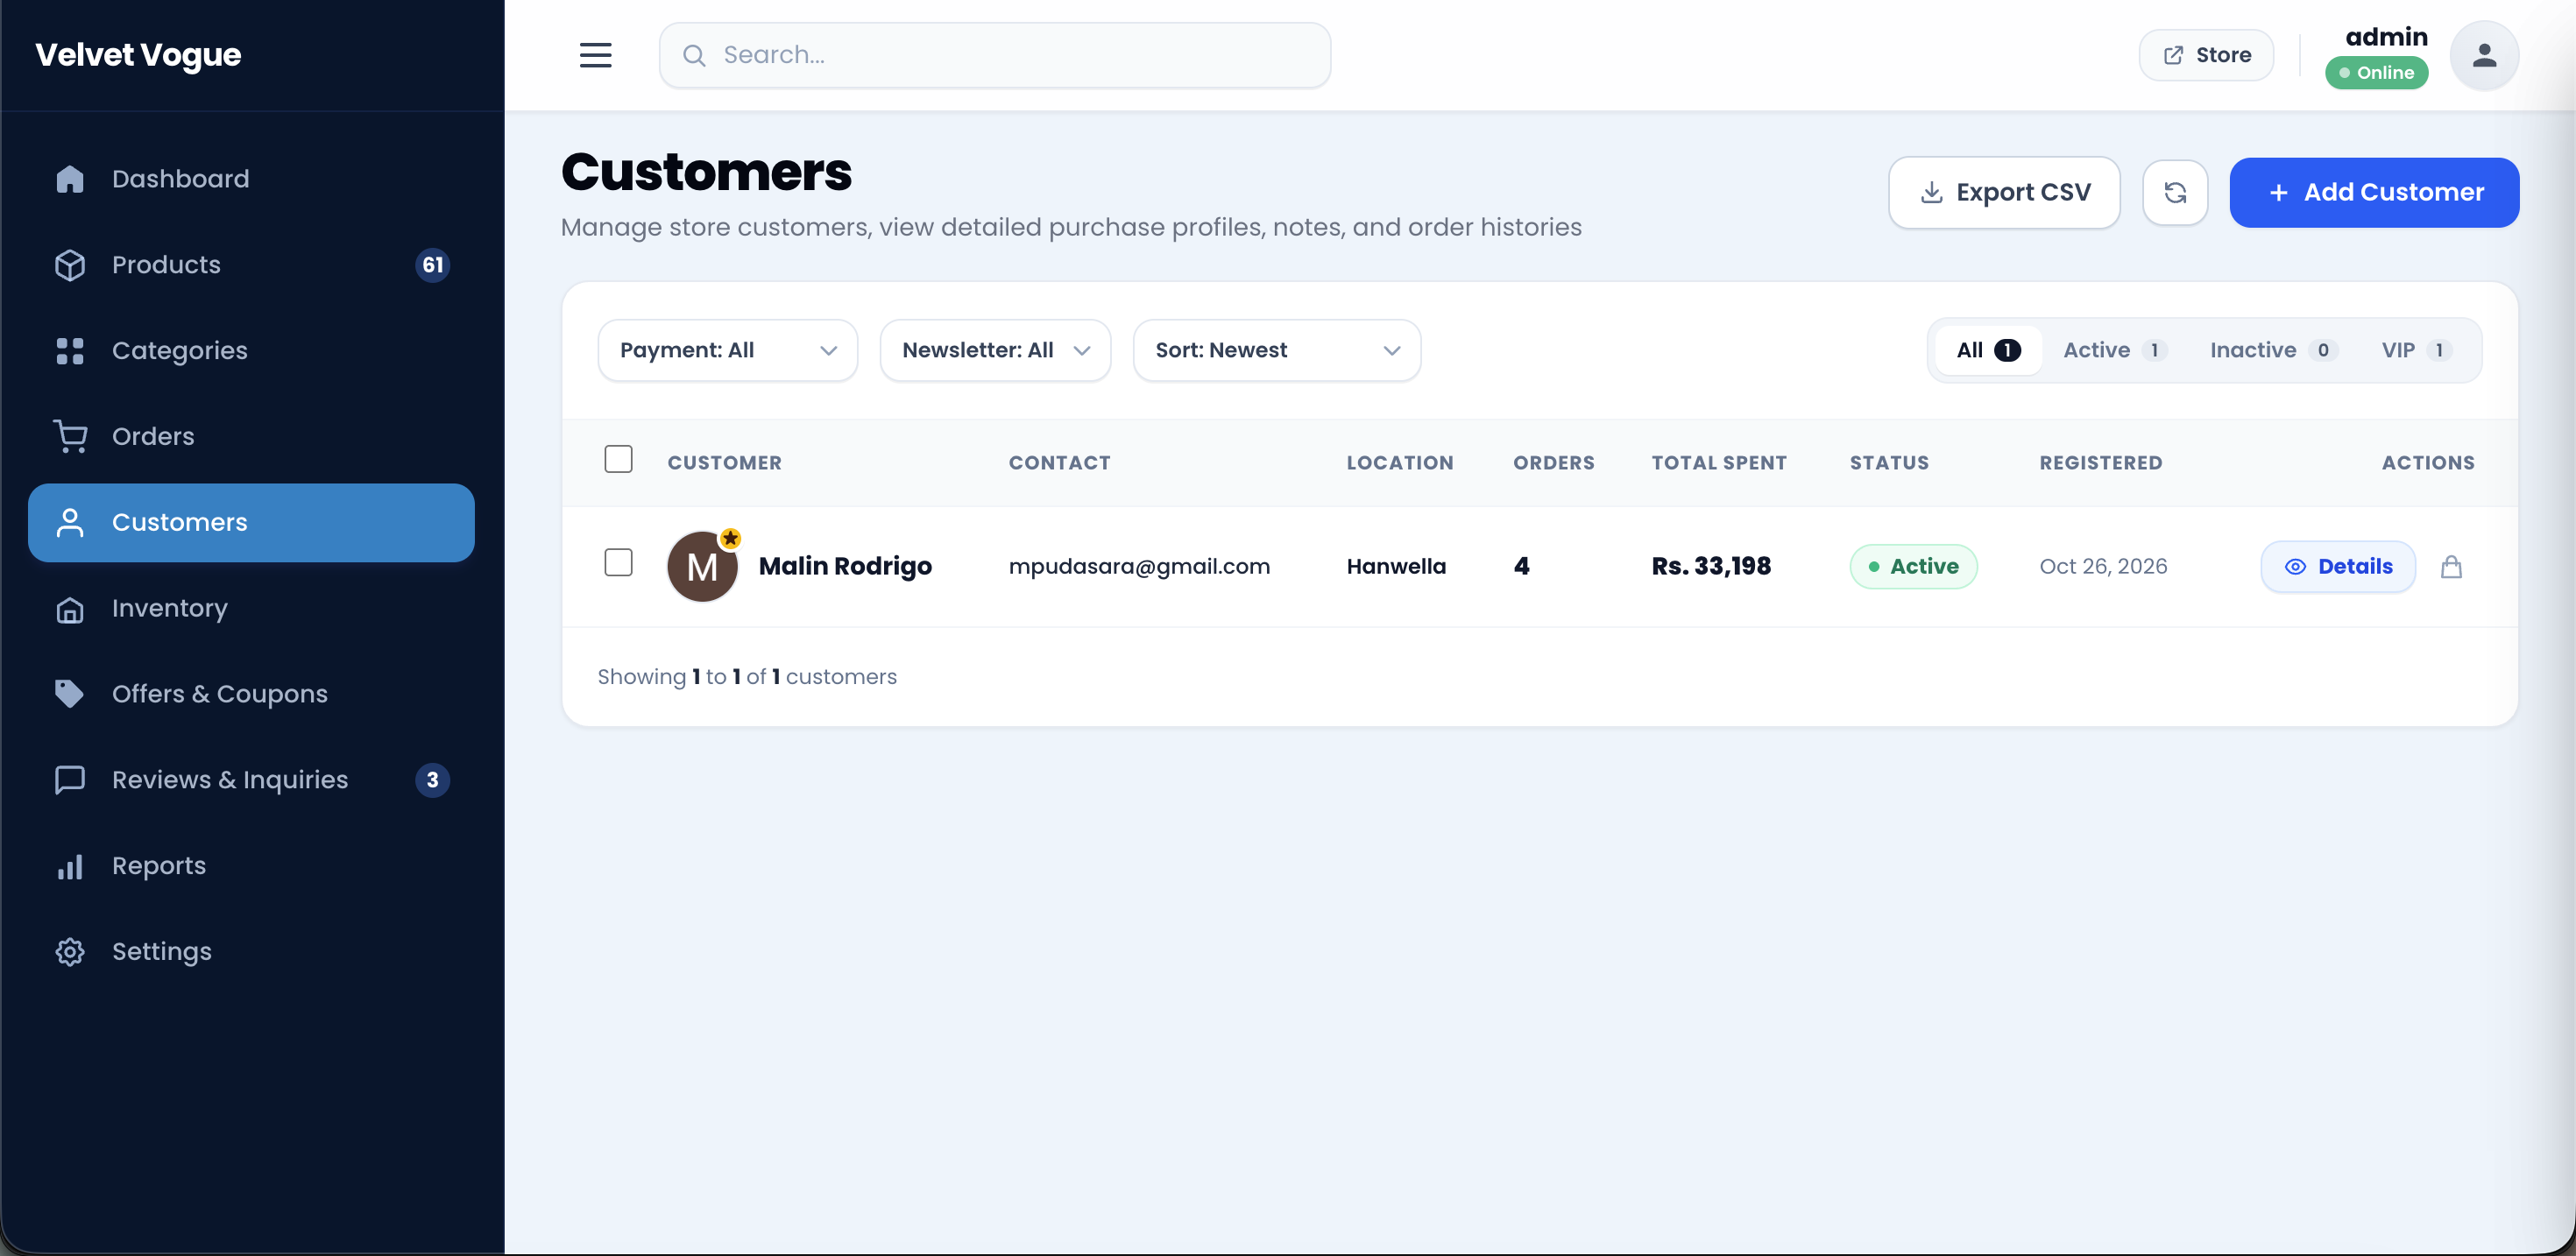 Velvet Vogue
Dashboard
Products 61
Categories
Orders
Customers
Inventory
Offers & Coupons
Reviews & Inquiries 3
Reports
Settings
Search...
Store
admin
Online
Customers
Manage store customers, view detailed purchase profiles, notes, and order histories
Export CSV
+ Add Customer
Payment: All
Newsletter: All
Sort: Newest
All 1 Active 1 Inactive 0 VIP 1
CUSTOMER CONTACT LOCATION ORDERS TOTAL SPENT STATUS REGISTERED ACTIONS
M Malin Rodrigo mpudasara@gmail.com Hanwella 4 Rs. 33,198 Active Oct 26, 2026 Details
Showing 1 to 1 of 1 customers